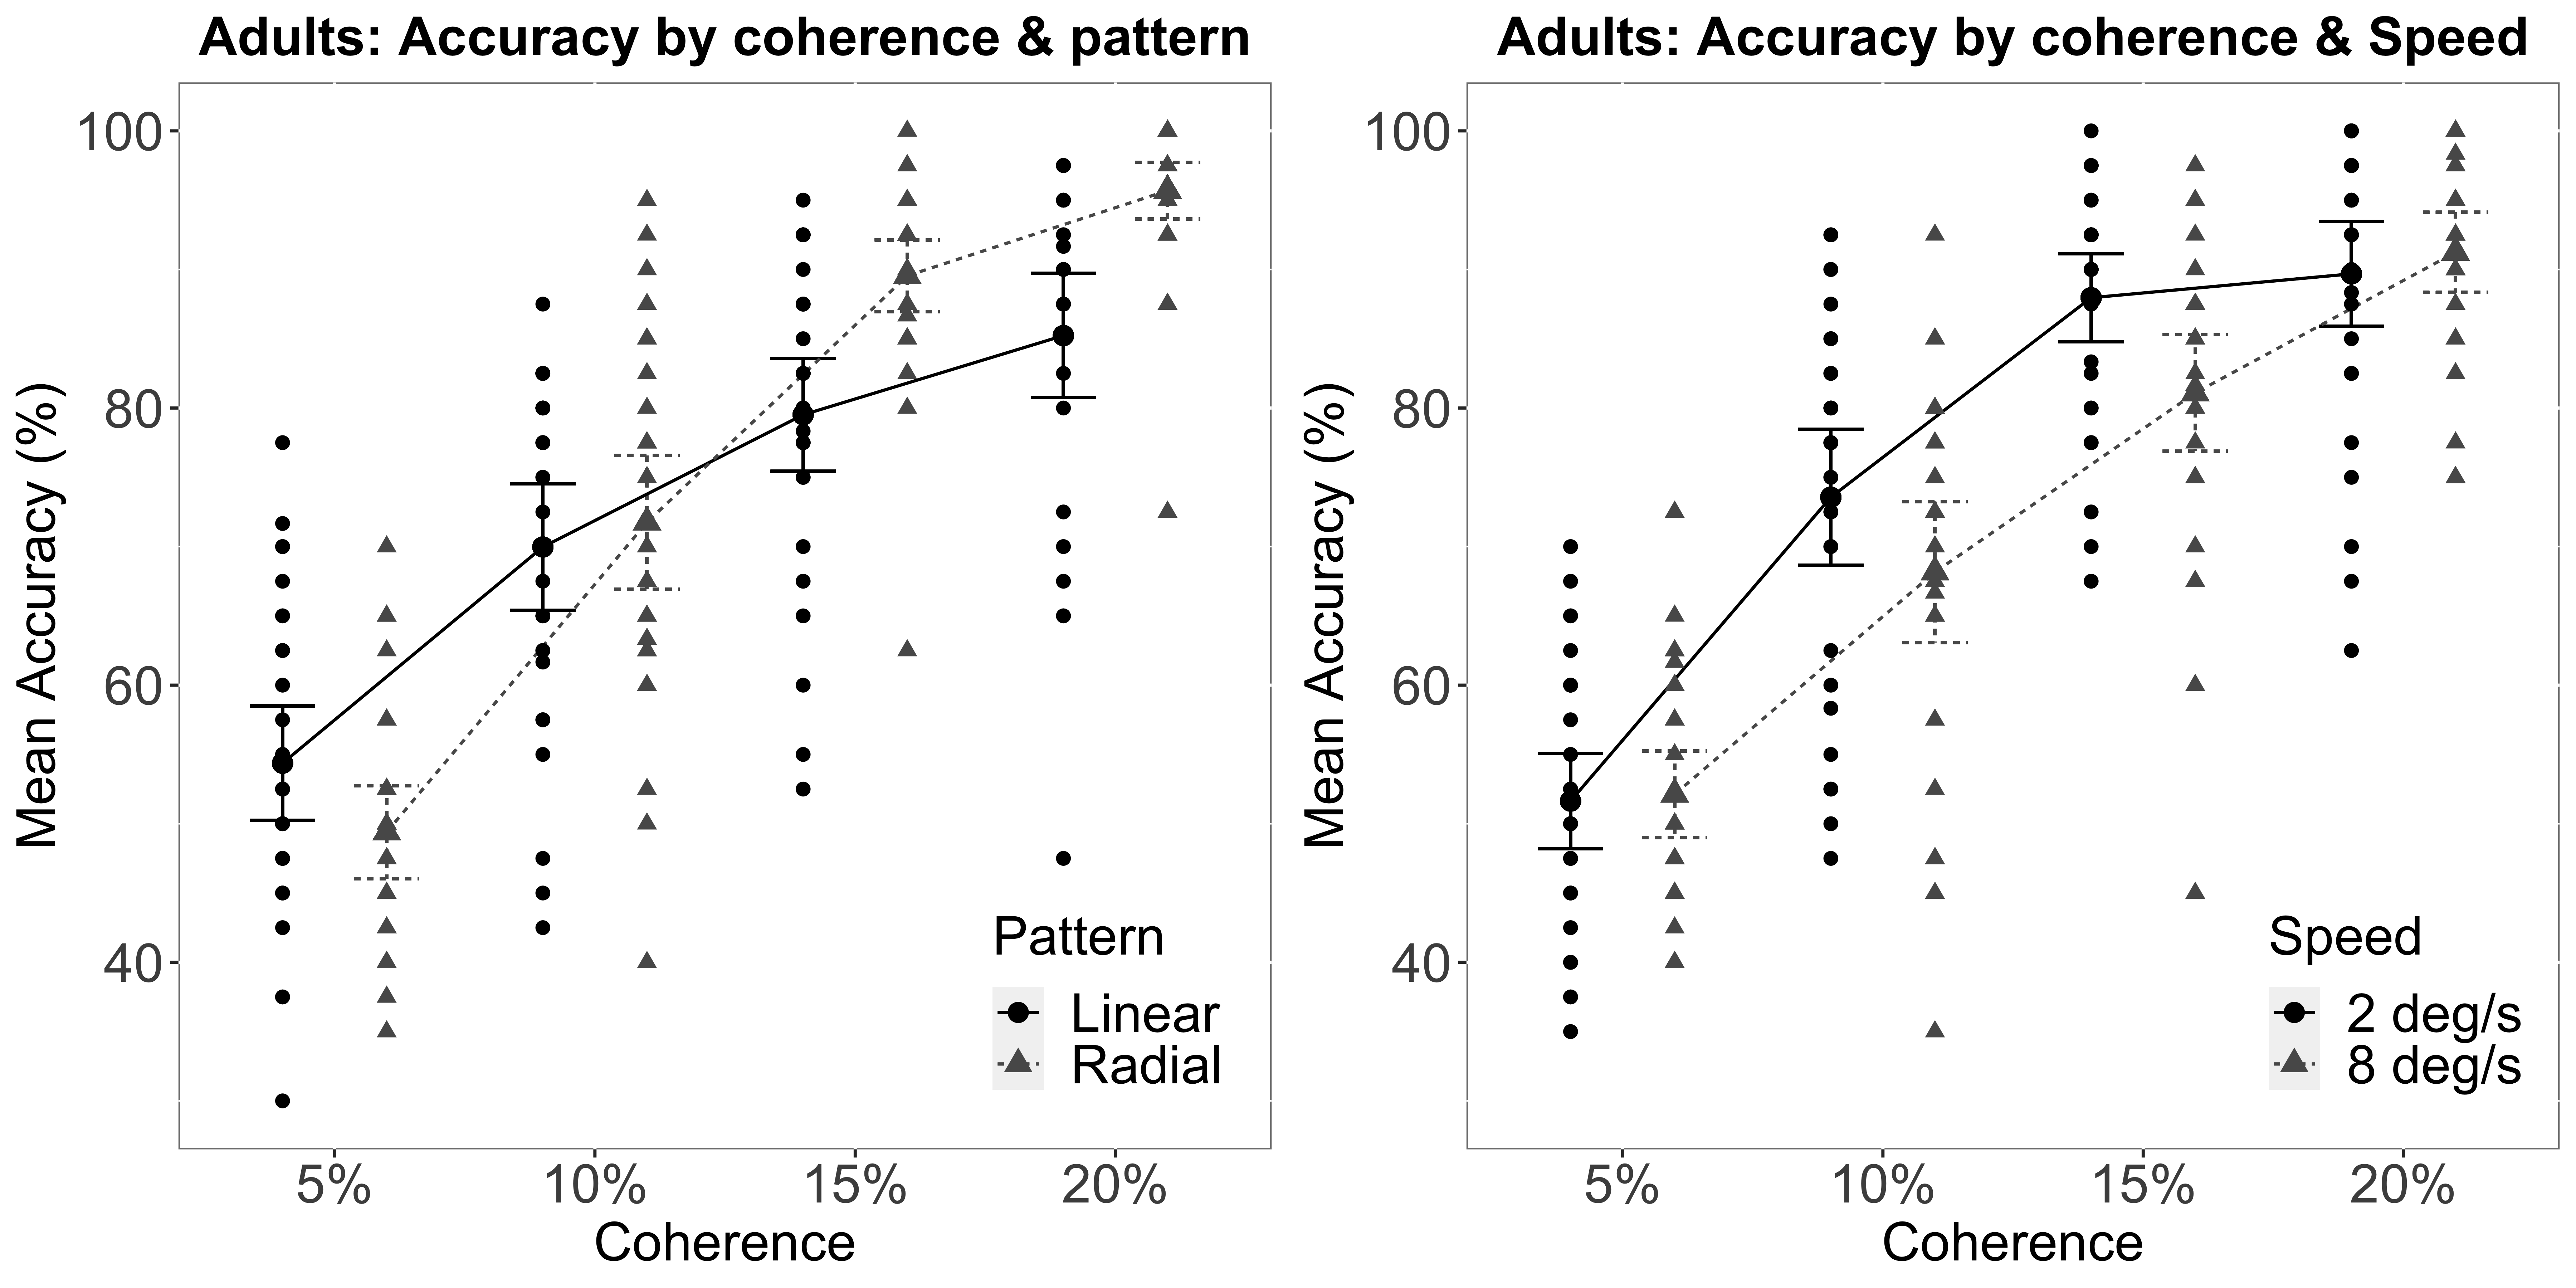 Adults: Accuracy by coherence & pattern
Mean Accuracy (%)
100
80
60
40
5% 10% 15% 20%
Coherence
Pattern
Linear
Radial
Adults: Accuracy by coherence & Speed
Mean Accuracy (%)
100
80
60
40
5% 10% 15% 20%
Coherence
Speed
2 deg/s
8 deg/s